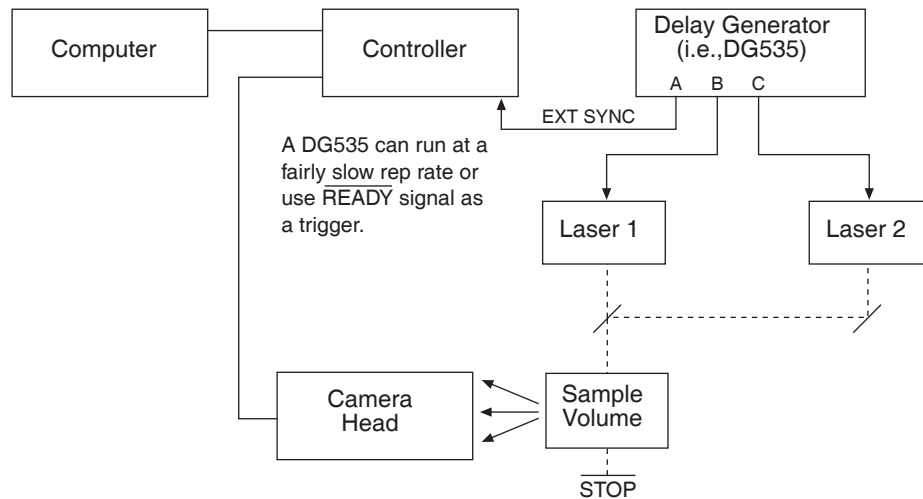 Computer
Controller
Delay Generator
(i.e.,DG535)
A B C
EXT SYNC
A DG535 can run at a
fairly slow rep rate or
use READY signal as
a trigger.
Laser 1
Laser 2
Camera
Head
Sample
Volume
STOP